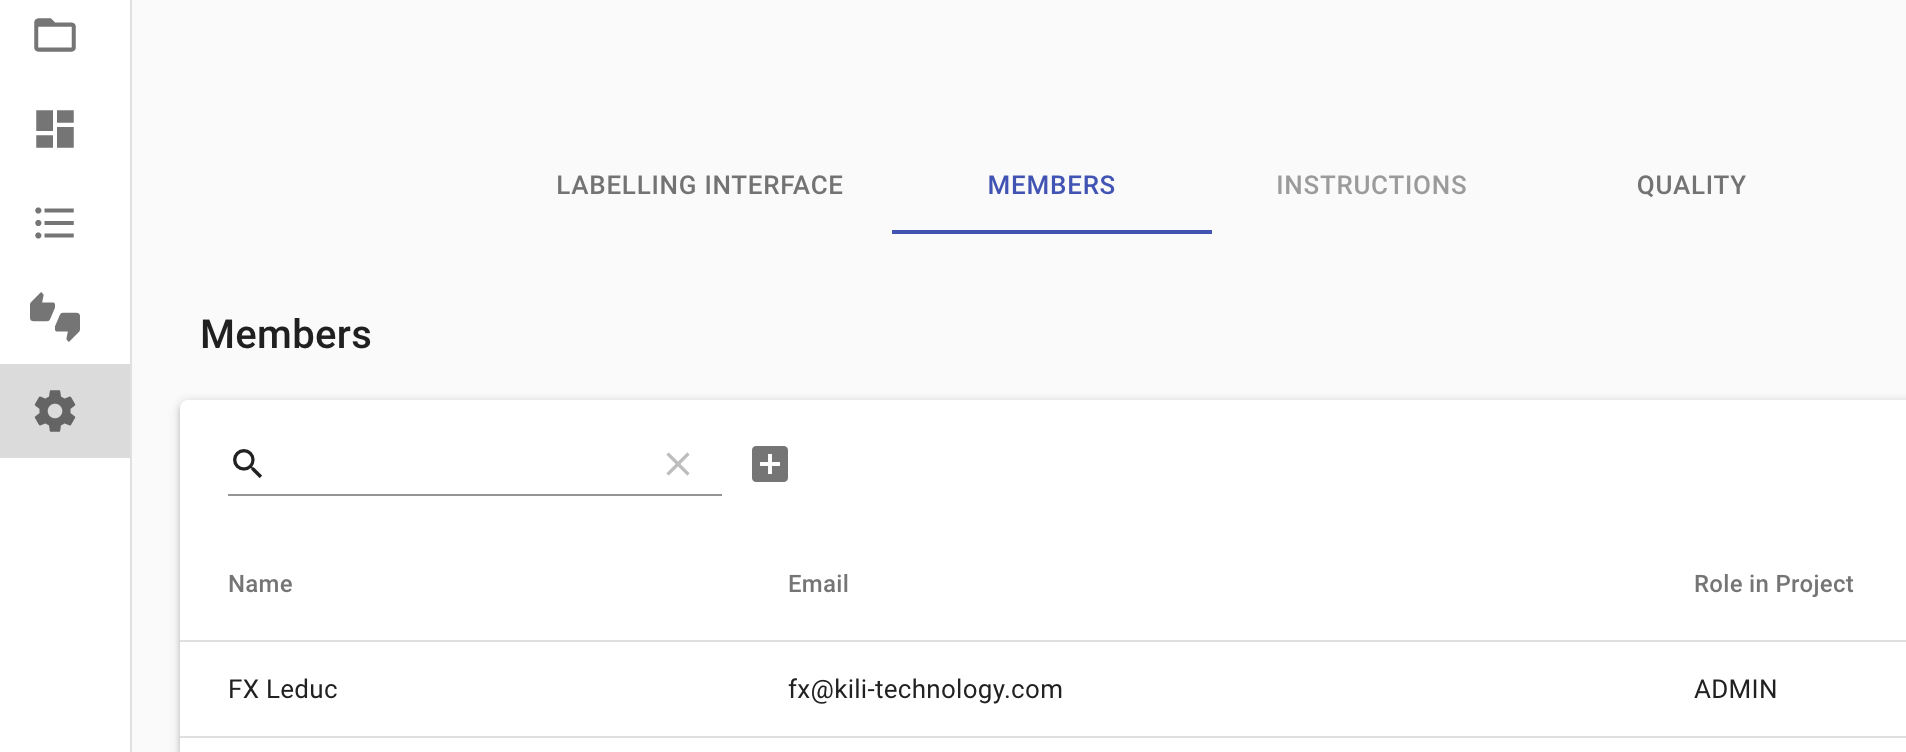 LABELLING INTERFACE MEMBERS INSTRUCTIONS QUALITY
Members
Name Email Role in Project
FX Leduc fx@kili-technology.com ADMIN